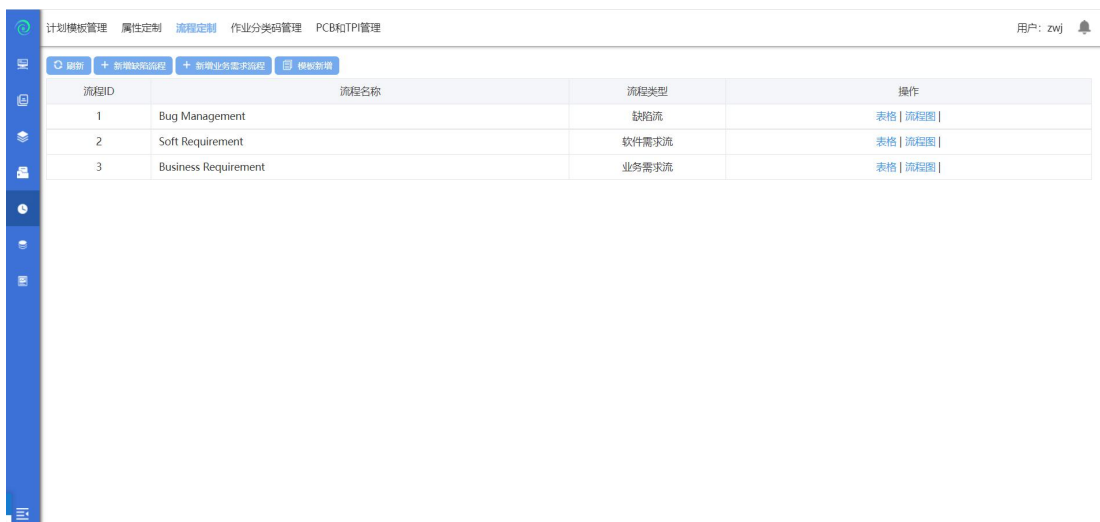 计划模板管理 属性定制 流程定制 作业分类码管理 PCB和TPI管理 用户：zwj
刷新 + 新增缺陷流程 + 新增业务需求流程 模板新增
流程ID 流程名称 流程类型 操作
1 Bug Management 缺陷流 表格 | 流程图 |
2 Soft Requirement 软件需求流 表格 | 流程图 |
3 Business Requirement 业务需求流 表格 | 流程图 |